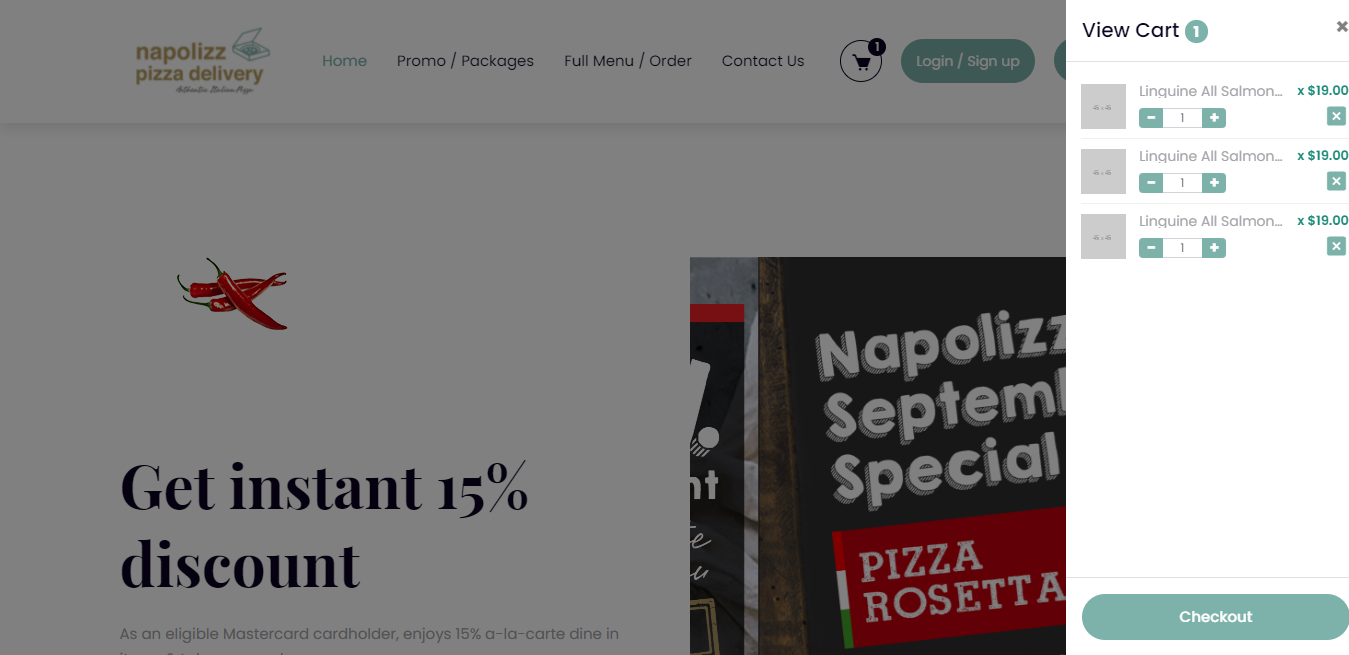 napolizz
pizza delivery
Authentic Italian Pizza
Home
Promo / Packages
Full Menu / Order
Contact Us
1
Login / Sign up
View Cart 1
✖
Linguine All Salmon... x $19.00
1
Linguine All Salmon... x $19.00
1
Linguine All Salmon... x $19.00
1
Checkout
Get instant 15%
discount
As an eligible Mastercard cardholder, enjoys 15% a-la-carte dine in
Napolizz
Septemb
Special
PIZZA
ROSETTA